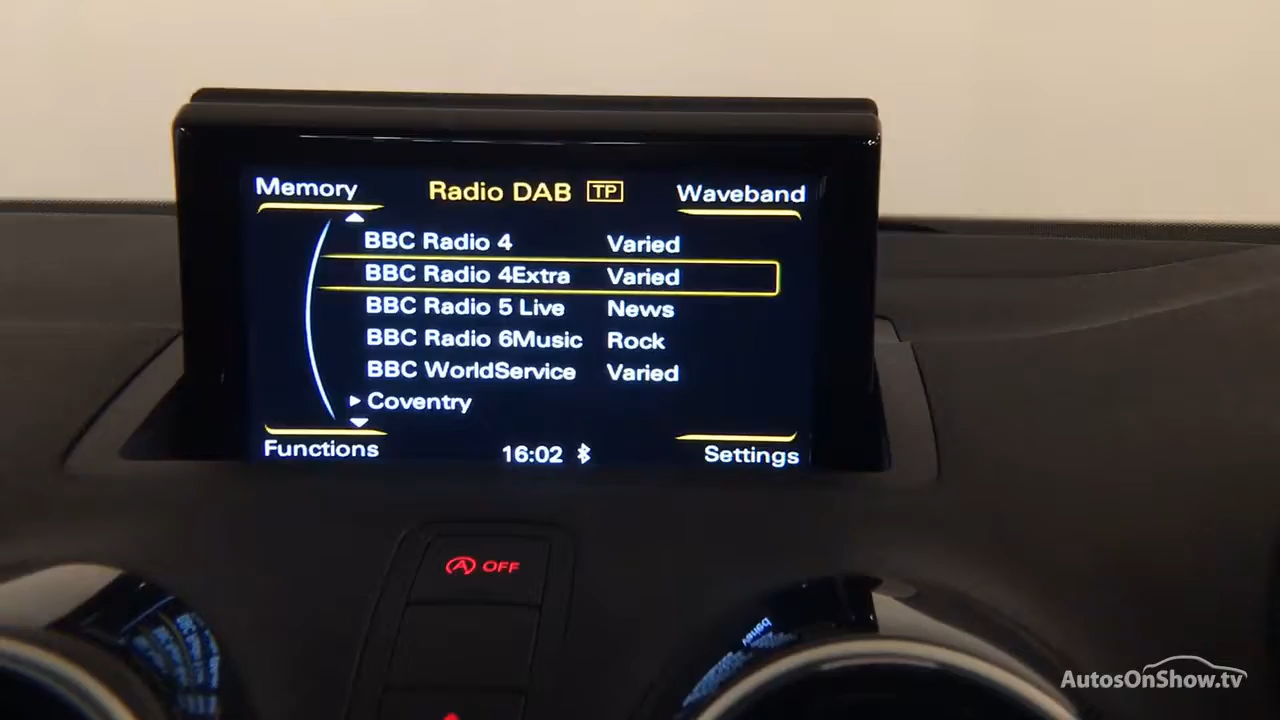 Memory Radio DAB TP Waveband
BBC Radio 4 Varied
BBC Radio 4Extra Varied
BBC Radio 5 Live News
BBC Radio 6Music Rock
BBC WorldService Varied
Coventry
Functions 16:02 Settings
A OFF
AutosOnShow.tv